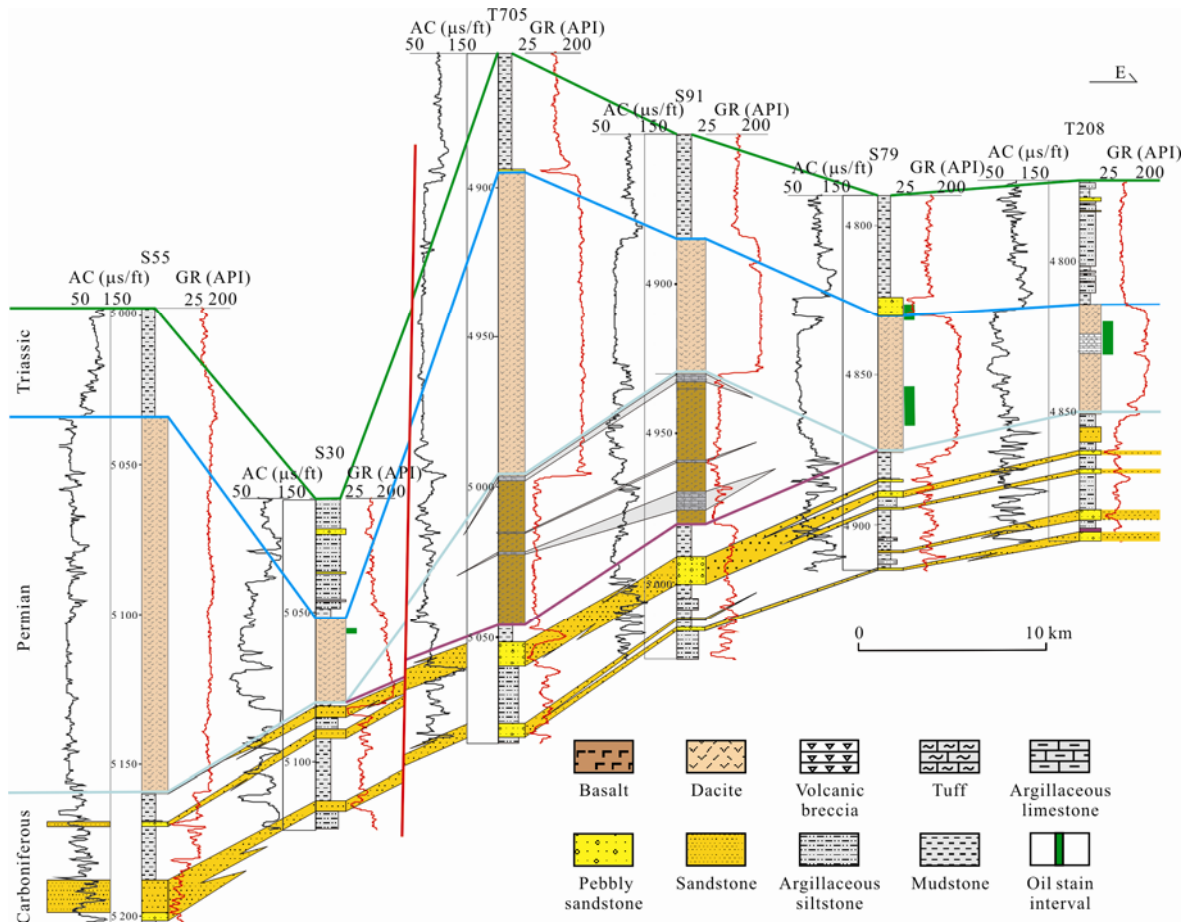 T705
AC (μs/ft) GR (API)
50 150 25 200
E
S91
AC (μs/ft) GR (API)
50 150 25 200
T208
AC (μs/ft) GR (API)
50 150 25 200
S79
AC (μs/ft) GR (API)
50 150 25 200
S55
AC (μs/ft) GR (API)
50 150 25 200
S30
AC (μs/ft) GR (API)
50 150 25 200
Triassic
Permian
Carboniferous
5 000
5 050
5 100
5 150
5 200
5 050
5 100
4 900
4 950
5 000
5 050
4 900
4 950
5 000
4 800
4 850
4 900
4 800
4 850
0 10 km
Basalt
Dacite
Volcanic
breccia
Tuff
Argillaceous
limestone
Pebbly
sandstone
Sandstone
Argillaceous
siltstone
Mudstone
Oil stain
interval